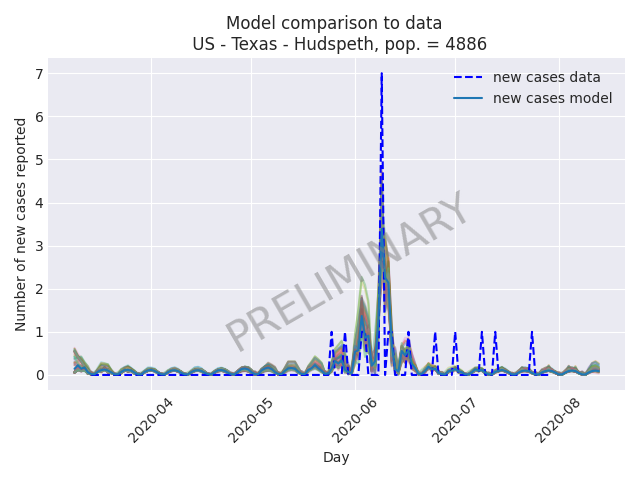 Model comparison to data
US - Texas - Hudspeth, pop. = 4886
new cases data
new cases model
Number of new cases reported
7
6
5
4
3
2
1
0
PRELIMINARY
2020-04
2020-05
2020-06
2020-07
2020-08
Day